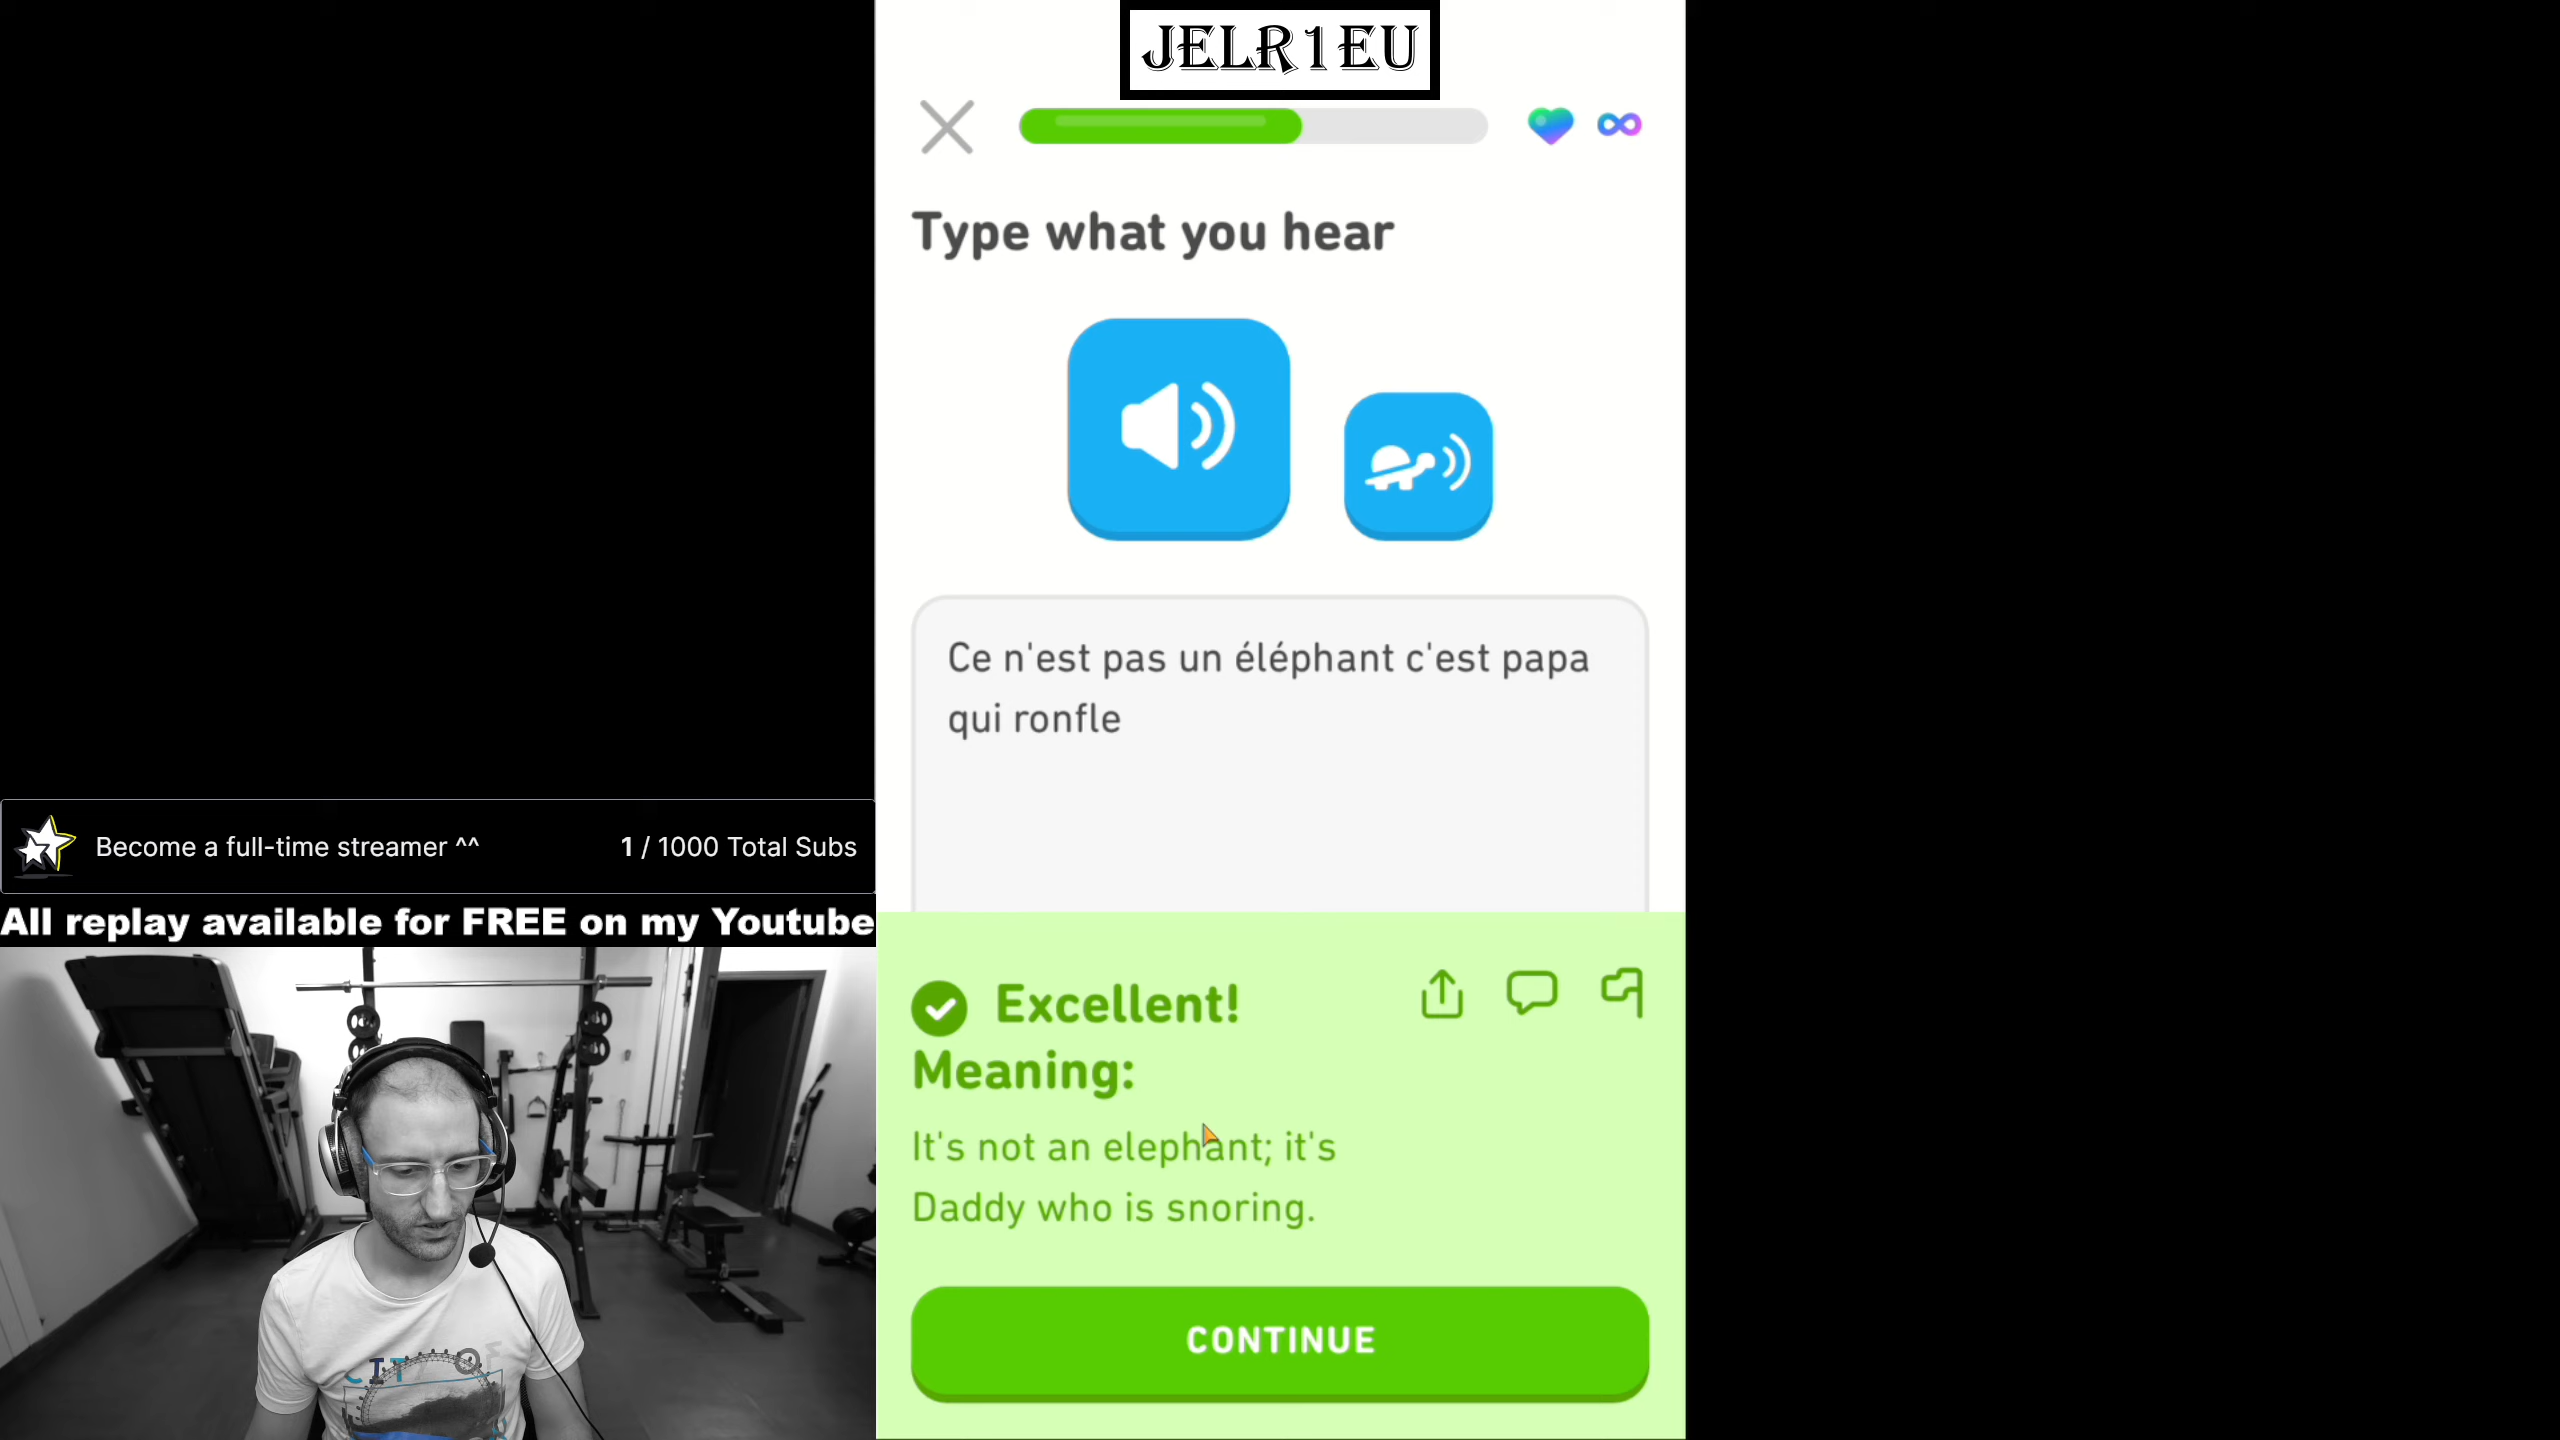 JELR1EU
Type what you hear
Ce n'est pas un éléphant c'est papa
qui ronfle
Become a full-time streamer ^^
1 / 1000 Total Subs
All replay available for FREE on my Youtube
Excellent!
Meaning:
It's not an elephant; it's
Daddy who is snoring.
CONTINUE